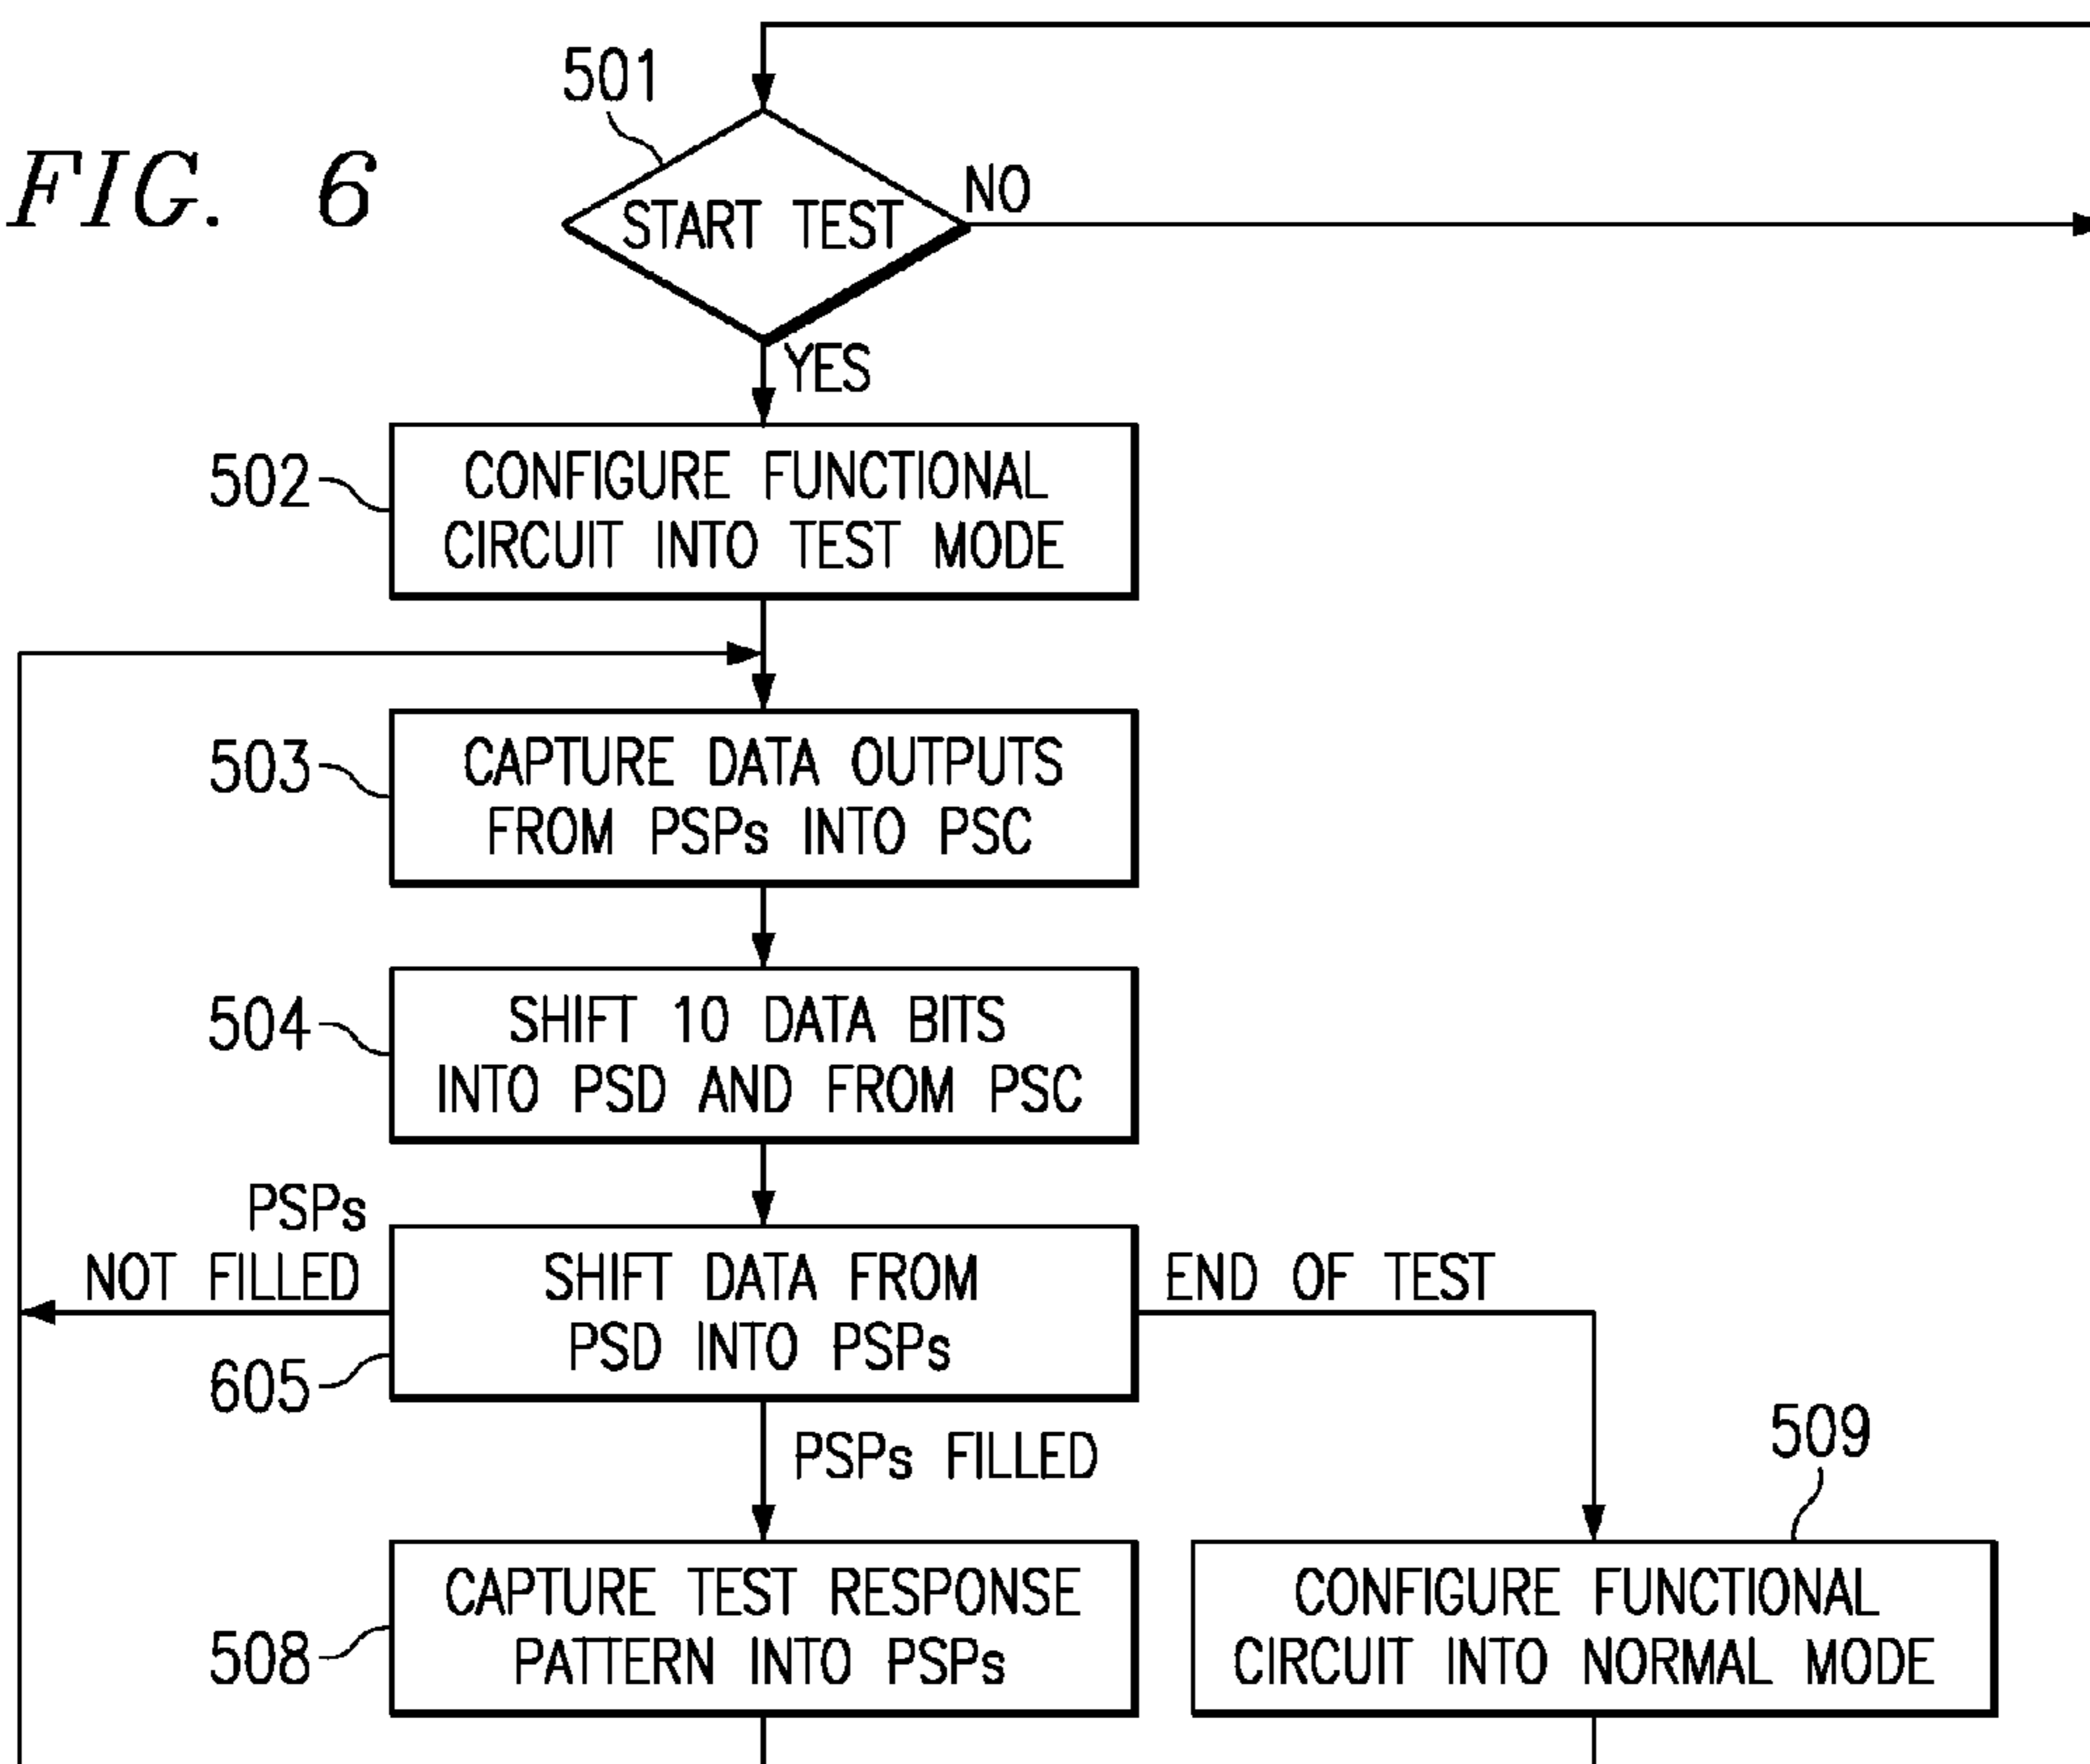 FIG. 6
501
START TEST
NO
YES
502
CONFIGURE FUNCTIONAL
CIRCUIT INTO TEST MODE
503
CAPTURE DATA OUTPUTS
FROM PSPs INTO PSC
504
SHIFT 10 DATA BITS
INTO PSD AND FROM PSC
PSPs
NOT FILLED
605
SHIFT DATA FROM
PSD INTO PSPs
END OF TEST
PSPs FILLED
508
CAPTURE TEST RESPONSE
PATTERN INTO PSPs
509
CONFIGURE FUNCTIONAL
CIRCUIT INTO NORMAL MODE